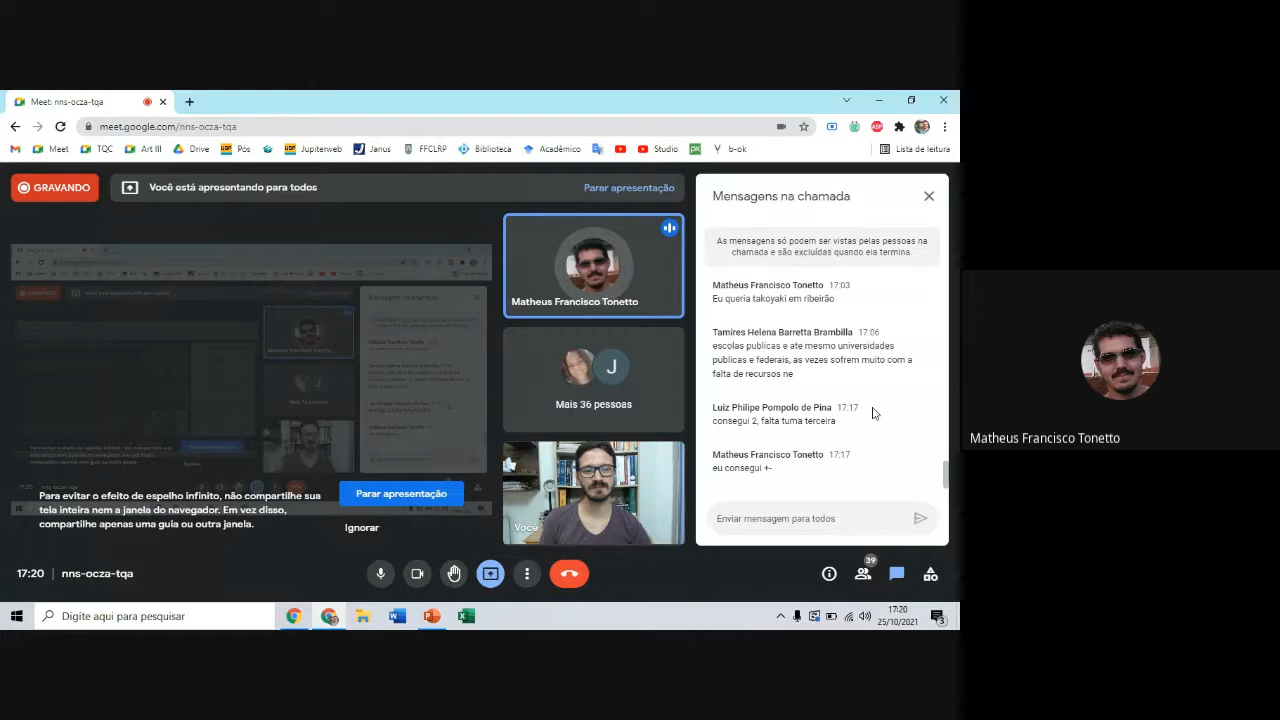 Meet: nns-ocza-tqa
meet.google.com/nns-ocza-tqa
ABP
Meet
TQC
Art III
Drive
USP Pós
USP Jupiterweb
Janus
FFCLRP
Biblioteca
Acadêmico
Studio
px
b-ok
Lista de leitura
GRAVANDO
Você está apresentando para todos
Parar apresentação
Matheus Francisco Tonetto
J
Mais 36 pessoas
Você
Para evitar o efeito de espelho infinito, não compartilhe sua
tela inteira nem a janela do navegador. Em vez disso,
compartilhe apenas uma guia ou outra janela.
Parar apresentação
Ignorar
Mensagens na chamada
As mensagens só podem ser vistas pelas pessoas na
chamada e são excluídas quando ela termina.
Matheus Francisco Tonetto 17:03
Eu queria takoyaki em ribeirão
Tamires Helena Barretta Brambilla 17:06
escolas publicas e ate mesmo universidades
publicas e federais, as vezes sofrem muito com a
falta de recursos ne
Luiz Philipe Pompolo de Pina 17:17
consegui 2, falta tuma terceira
Matheus Francisco Tonetto 17:17
eu consegui +-
Enviar mensagem para todos
17:20 | nns-ocza-tqa
39
Digite aqui para pesquisar
17:20
25/10/2021
3
Matheus Francisco Tonetto